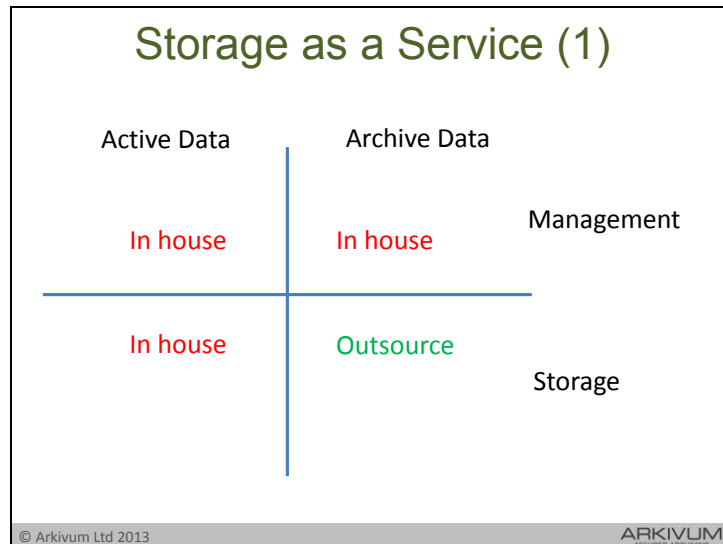 Storage as a Service (1)
Active Data Archive Data
Management
In house In house
In house Outsource
Storage
© Arkivum Ltd 2013 ARKIVUM